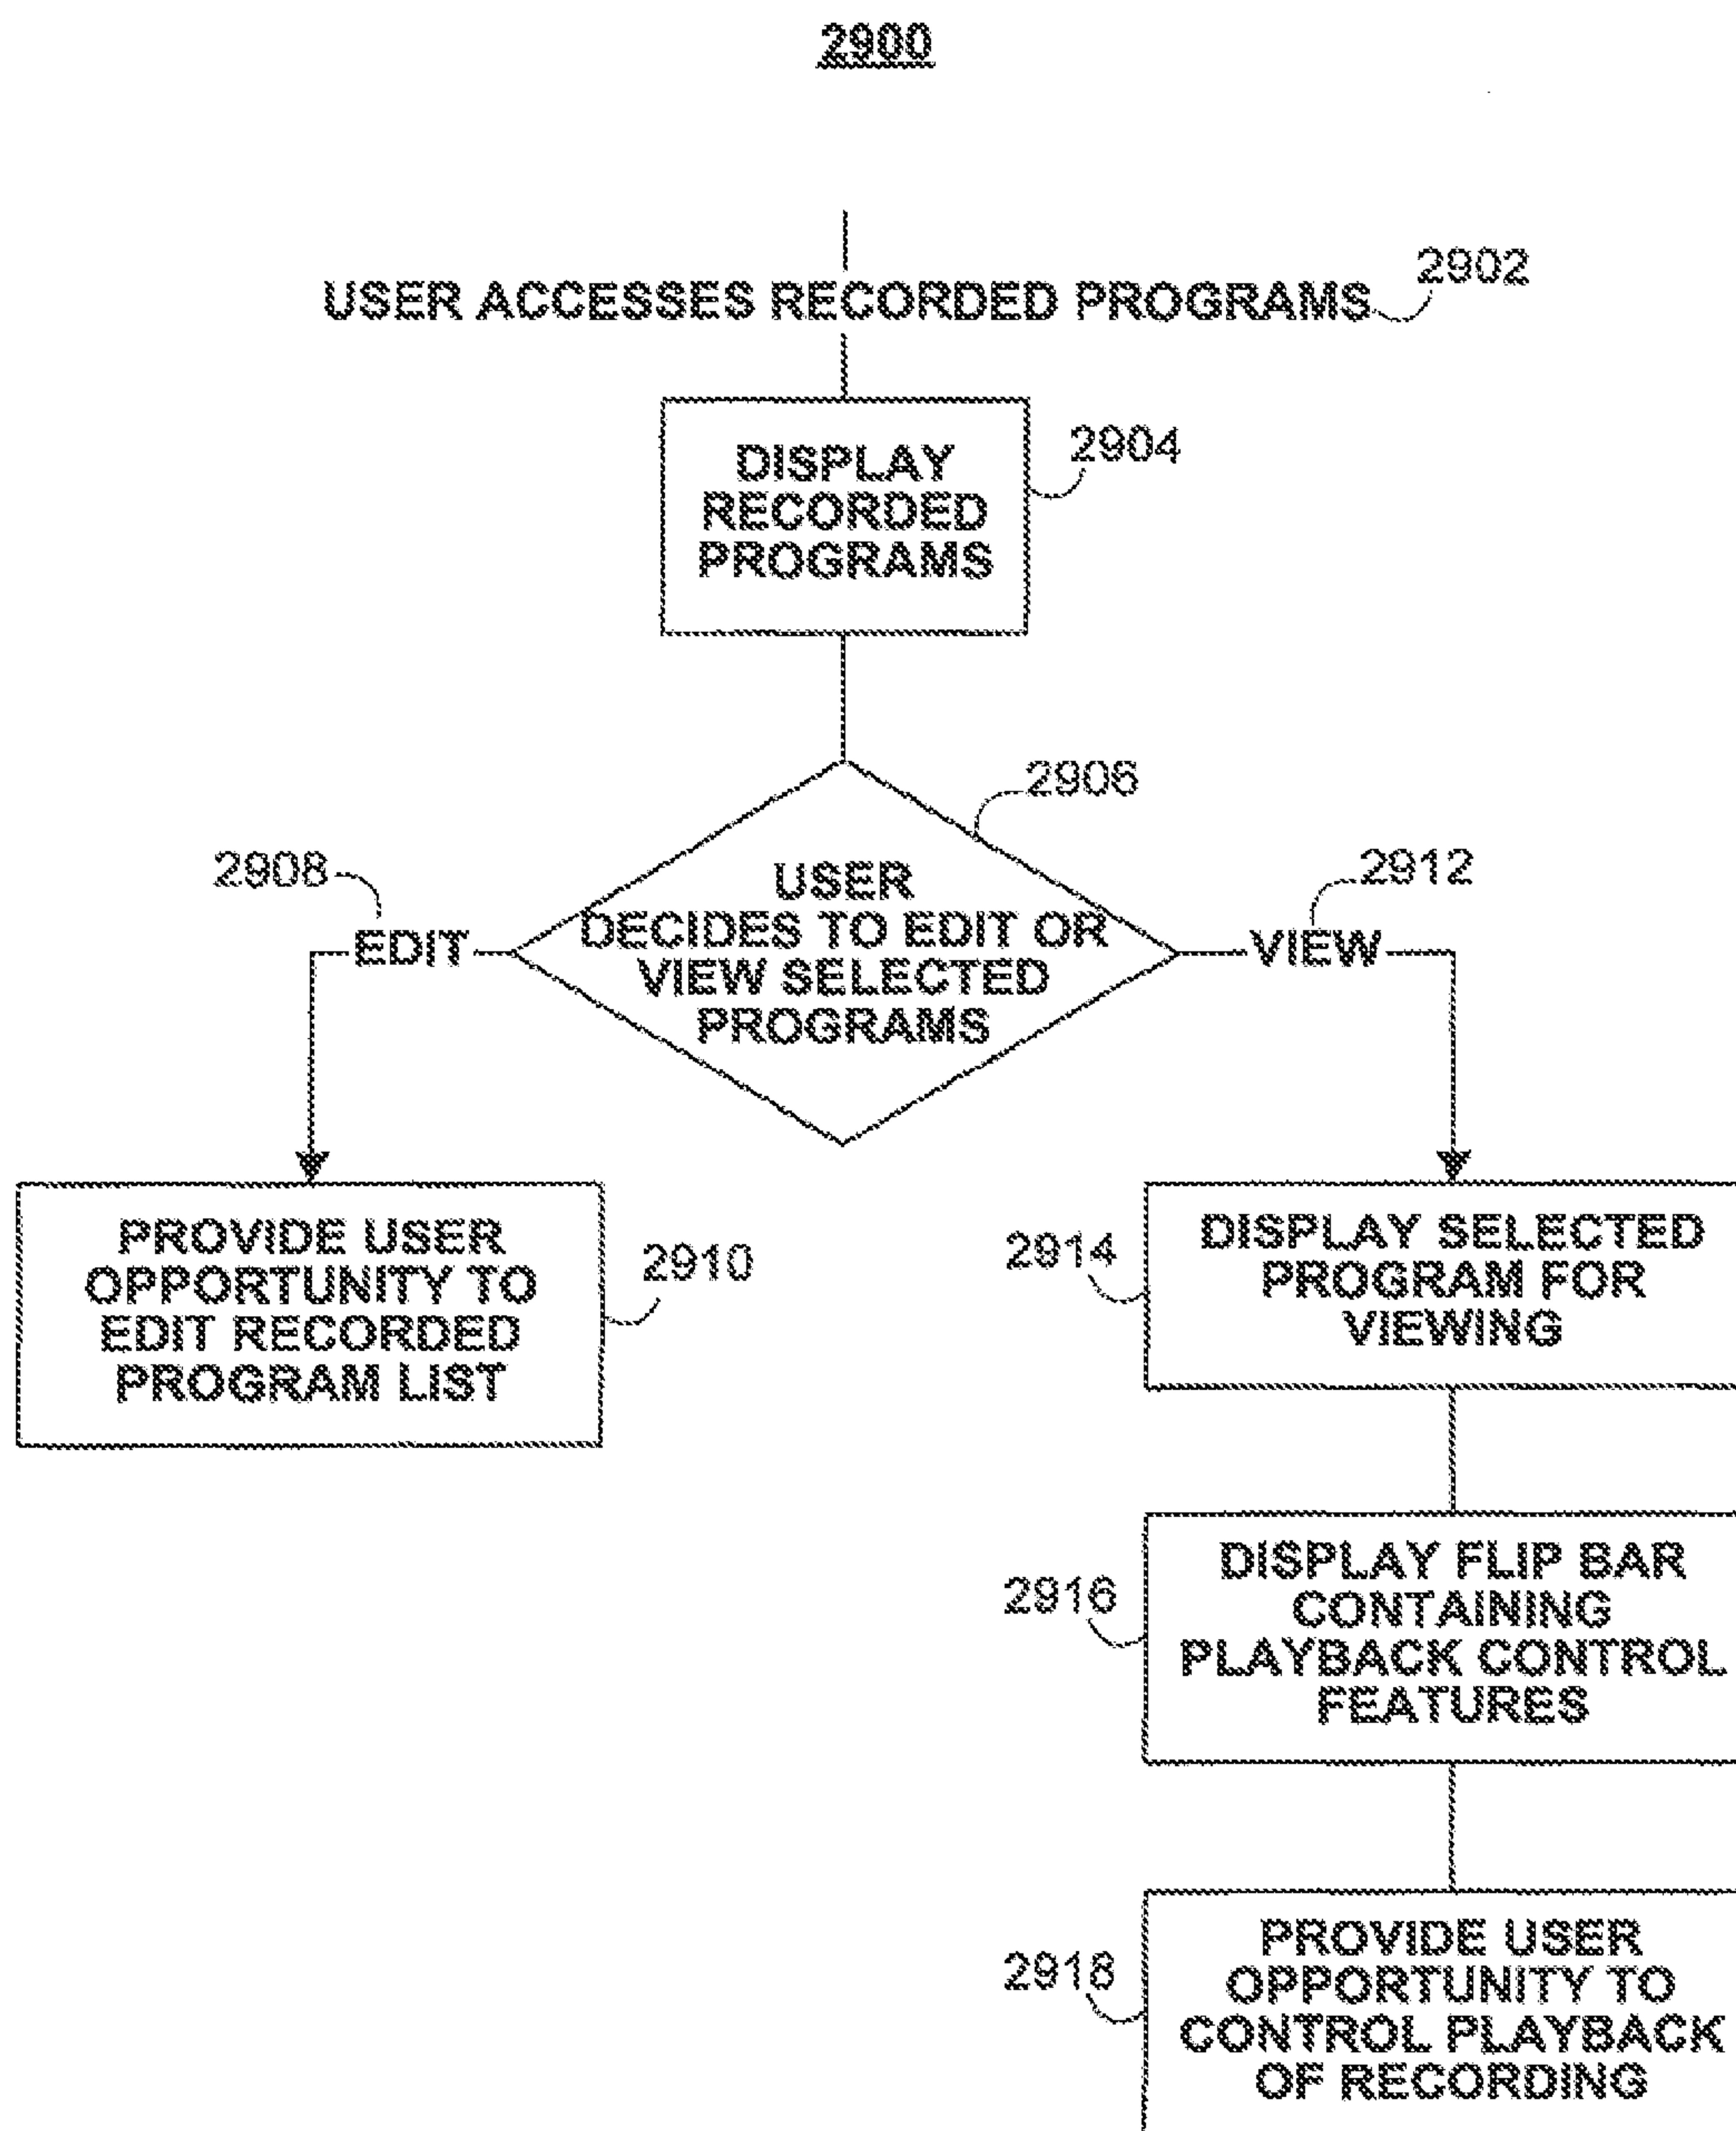 2900
USER ACCESSES RECORDED PROGRAMS
2902
DISPLAY
RECORDED
PROGRAMS
2904
2906
USER
DECIDES TO EDIT OR
VIEW SELECTED
PROGRAMS
2908
EDIT
2912
VIEW
PROVIDE USER
OPPORTUNITY TO
EDIT RECORDED
PROGRAM LIST
2910
2914
DISPLAY SELECTED
PROGRAM FOR
VIEWING
2916
DISPLAY FLIP BAR
CONTAINING
PLAYBACK CONTROL
FEATURES
2918
PROVIDE USER
OPPORTUNITY TO
CONTROL PLAYBACK
OF RECORDING